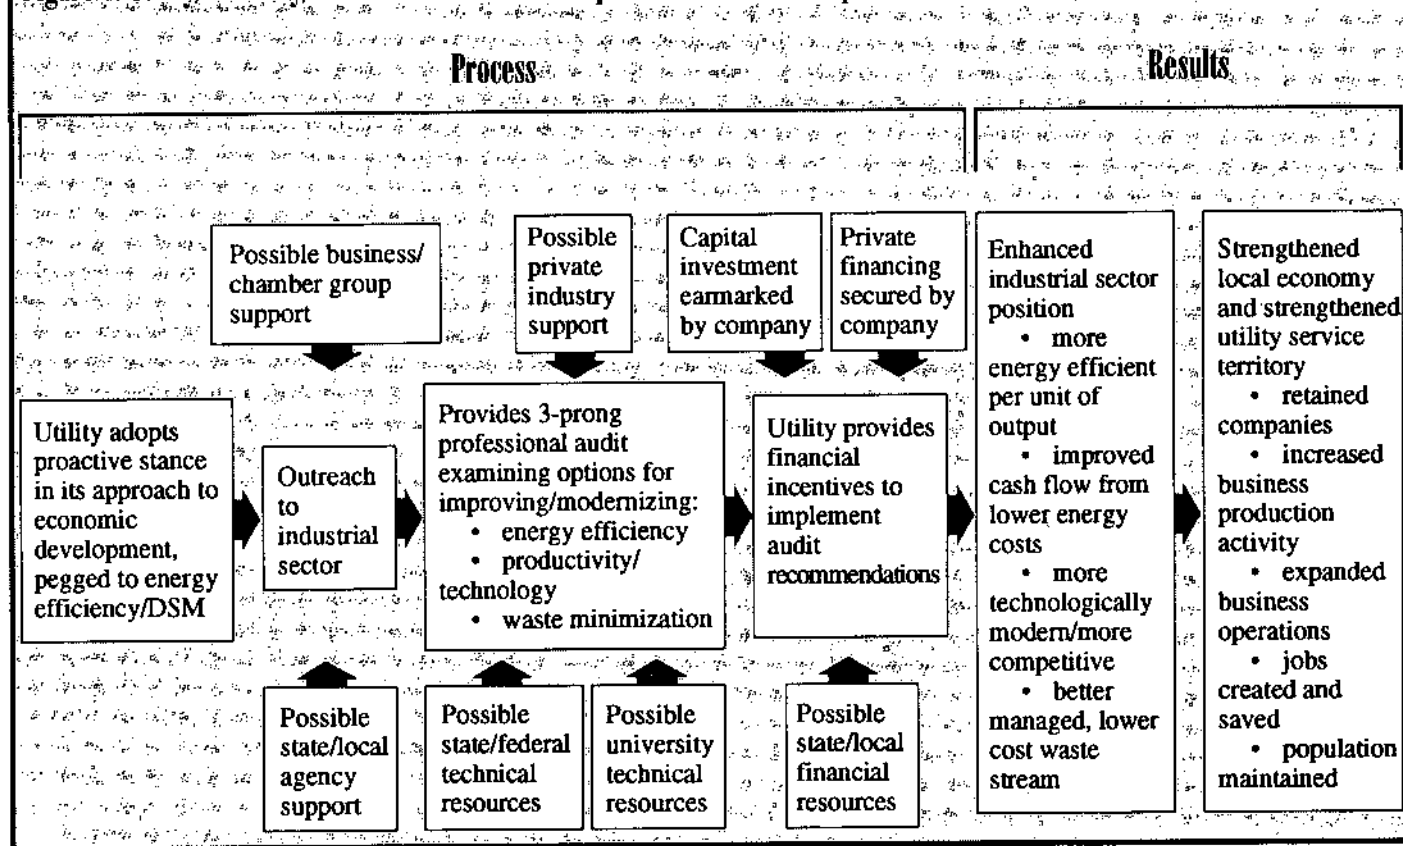 Process
Results
Possible business/
chamber group
support
Possible
private
industry
support
Capital
investment
earmarked
by company
Private
financing
secured by
company
Utility adopts
proactive stance
in its approach to
economic
development,
pegged to energy
efficiency/DSM
Outreach
to
industrial
sector
Provides 3-prong
professional audit
examining options for
improving/modernizing:
• energy efficiency
• productivity/
technology
• waste minimization
Utility provides
financial
incentives to
implement
audit
recommendations
Possible
state/local
agency
support
Possible
state/federal
technical
resources
Possible
university
technical
resources
Possible
state/local
financial
resources
Enhanced
industrial sector
position
• more
energy efficient
per unit of
output
• improved
cash flow from
lower energy
costs
• more
technologically
modern/more
competitive
• better
managed, lower
cost waste
stream
Strengthened
local economy
and strengthened
utility service
territory
• retained
companies
• increased
business
production
activity
• expanded
business
operations
• jobs
created and
saved
• population
maintained